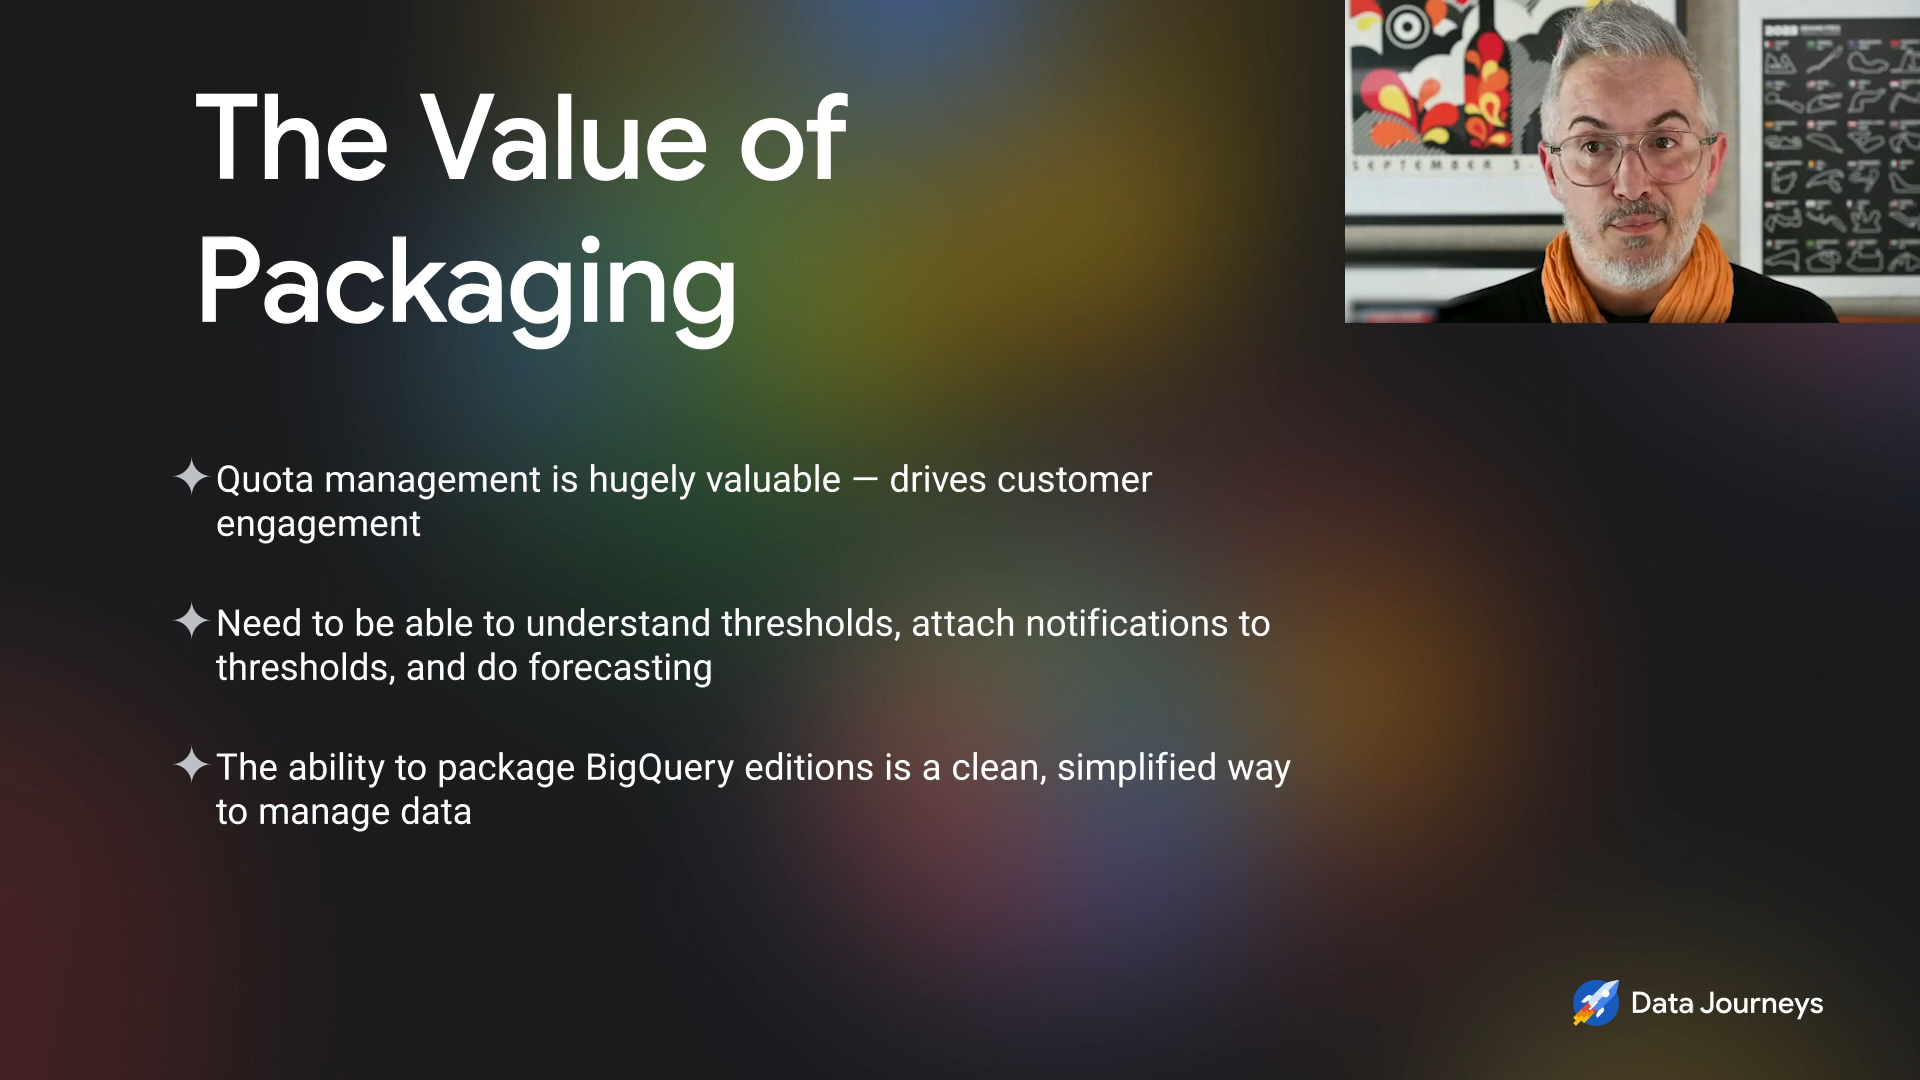 The Value of
Packaging
Quota management is hugely valuable — drives customer
engagement
Need to be able to understand thresholds, attach notifications to
thresholds, and do forecasting
The ability to package BigQuery editions is a clean, simplified way
to manage data
SEPTEMBER 3
2023
Data Journeys